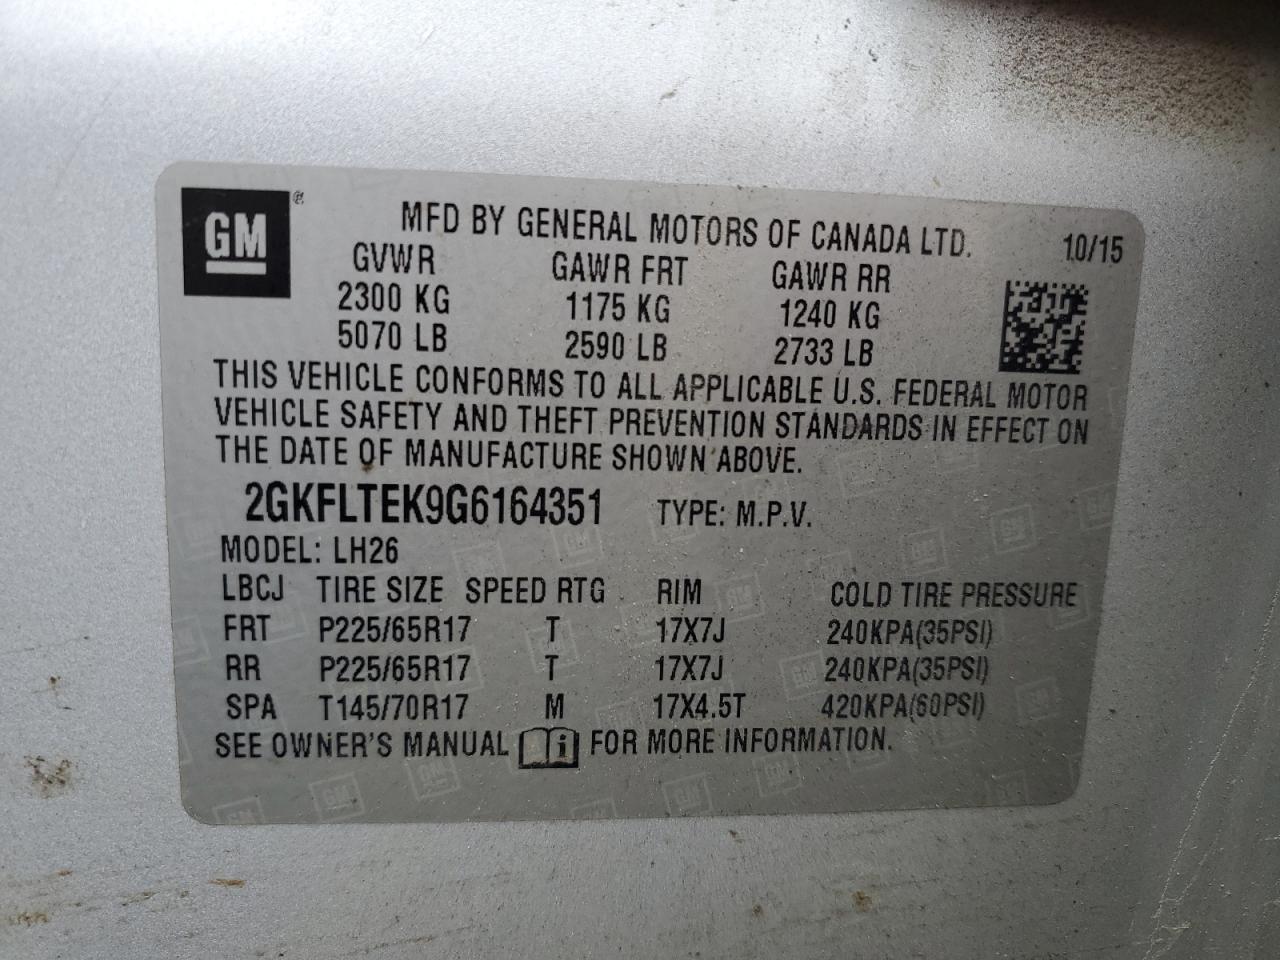 GM®
MFD BY GENERAL MOTORS OF CANADA LTD. 10/15
GVWR GAWR FRT GAWR RR
2300 KG 1175 KG 1240 KG
5070 LB 2590 LB 2733 LB
THIS VEHICLE CONFORMS TO ALL APPLICABLE U.S. FEDERAL MOTOR
VEHICLE SAFETY AND THEFT PREVENTION STANDARDS IN EFFECT ON
THE DATE OF MANUFACTURE SHOWN ABOVE.
2GKFLTEK9G6164351 TYPE: M.P.V.
MODEL: LH26
LBCJ TIRE SIZE SPEED RTG RIM COLD TIRE PRESSURE
FRT P225/65R17 T 17X7J 240KPA(35PSI)
RR P225/65R17 T 17X7J 240KPA(35PSI)
SPA T145/70R17 M 17X4.5T 420KPA(60PSI)
SEE OWNER'S MANUAL i FOR MORE INFORMATION.